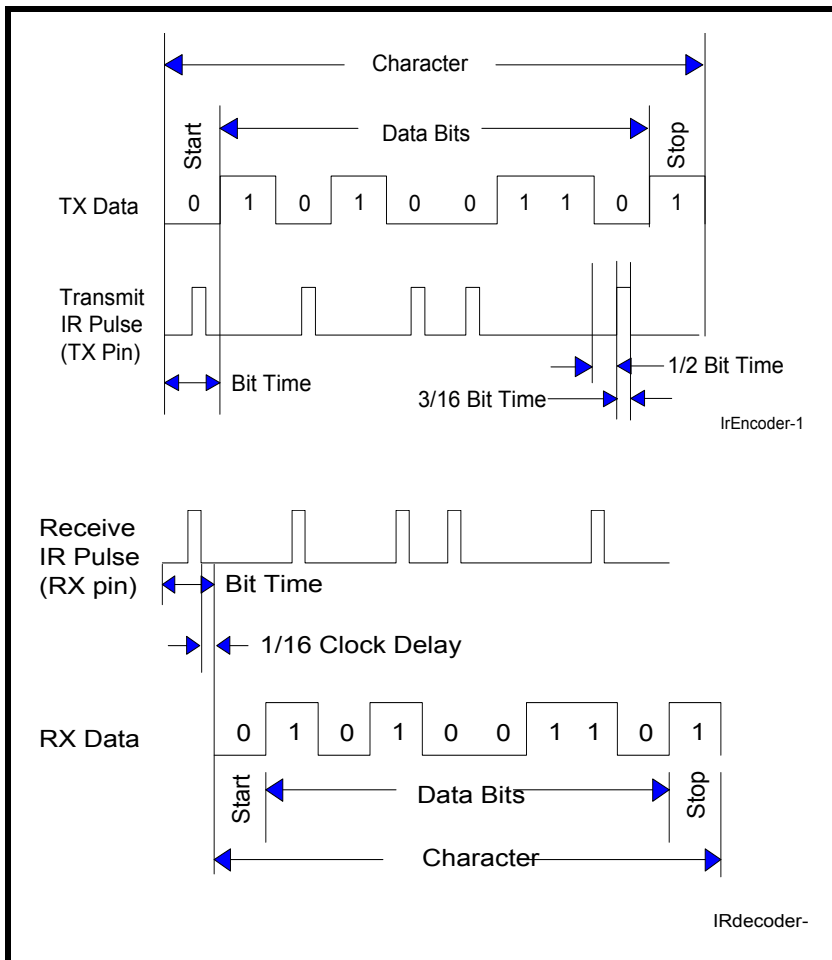 Character
Start
Data Bits
Stop
TX Data
0 1 0 1 0 0 1 1 0 1
Transmit
IR Pulse
(TX Pin)
Bit Time
1/2 Bit Time
3/16 Bit Time
IrEncoder-1
Receive
IR Pulse
(RX pin)
Bit Time
1/16 Clock Delay
RX Data
0 1 0 1 0 0 1 1 0 1
Start
Data Bits
Stop
Character
IRdecoder-